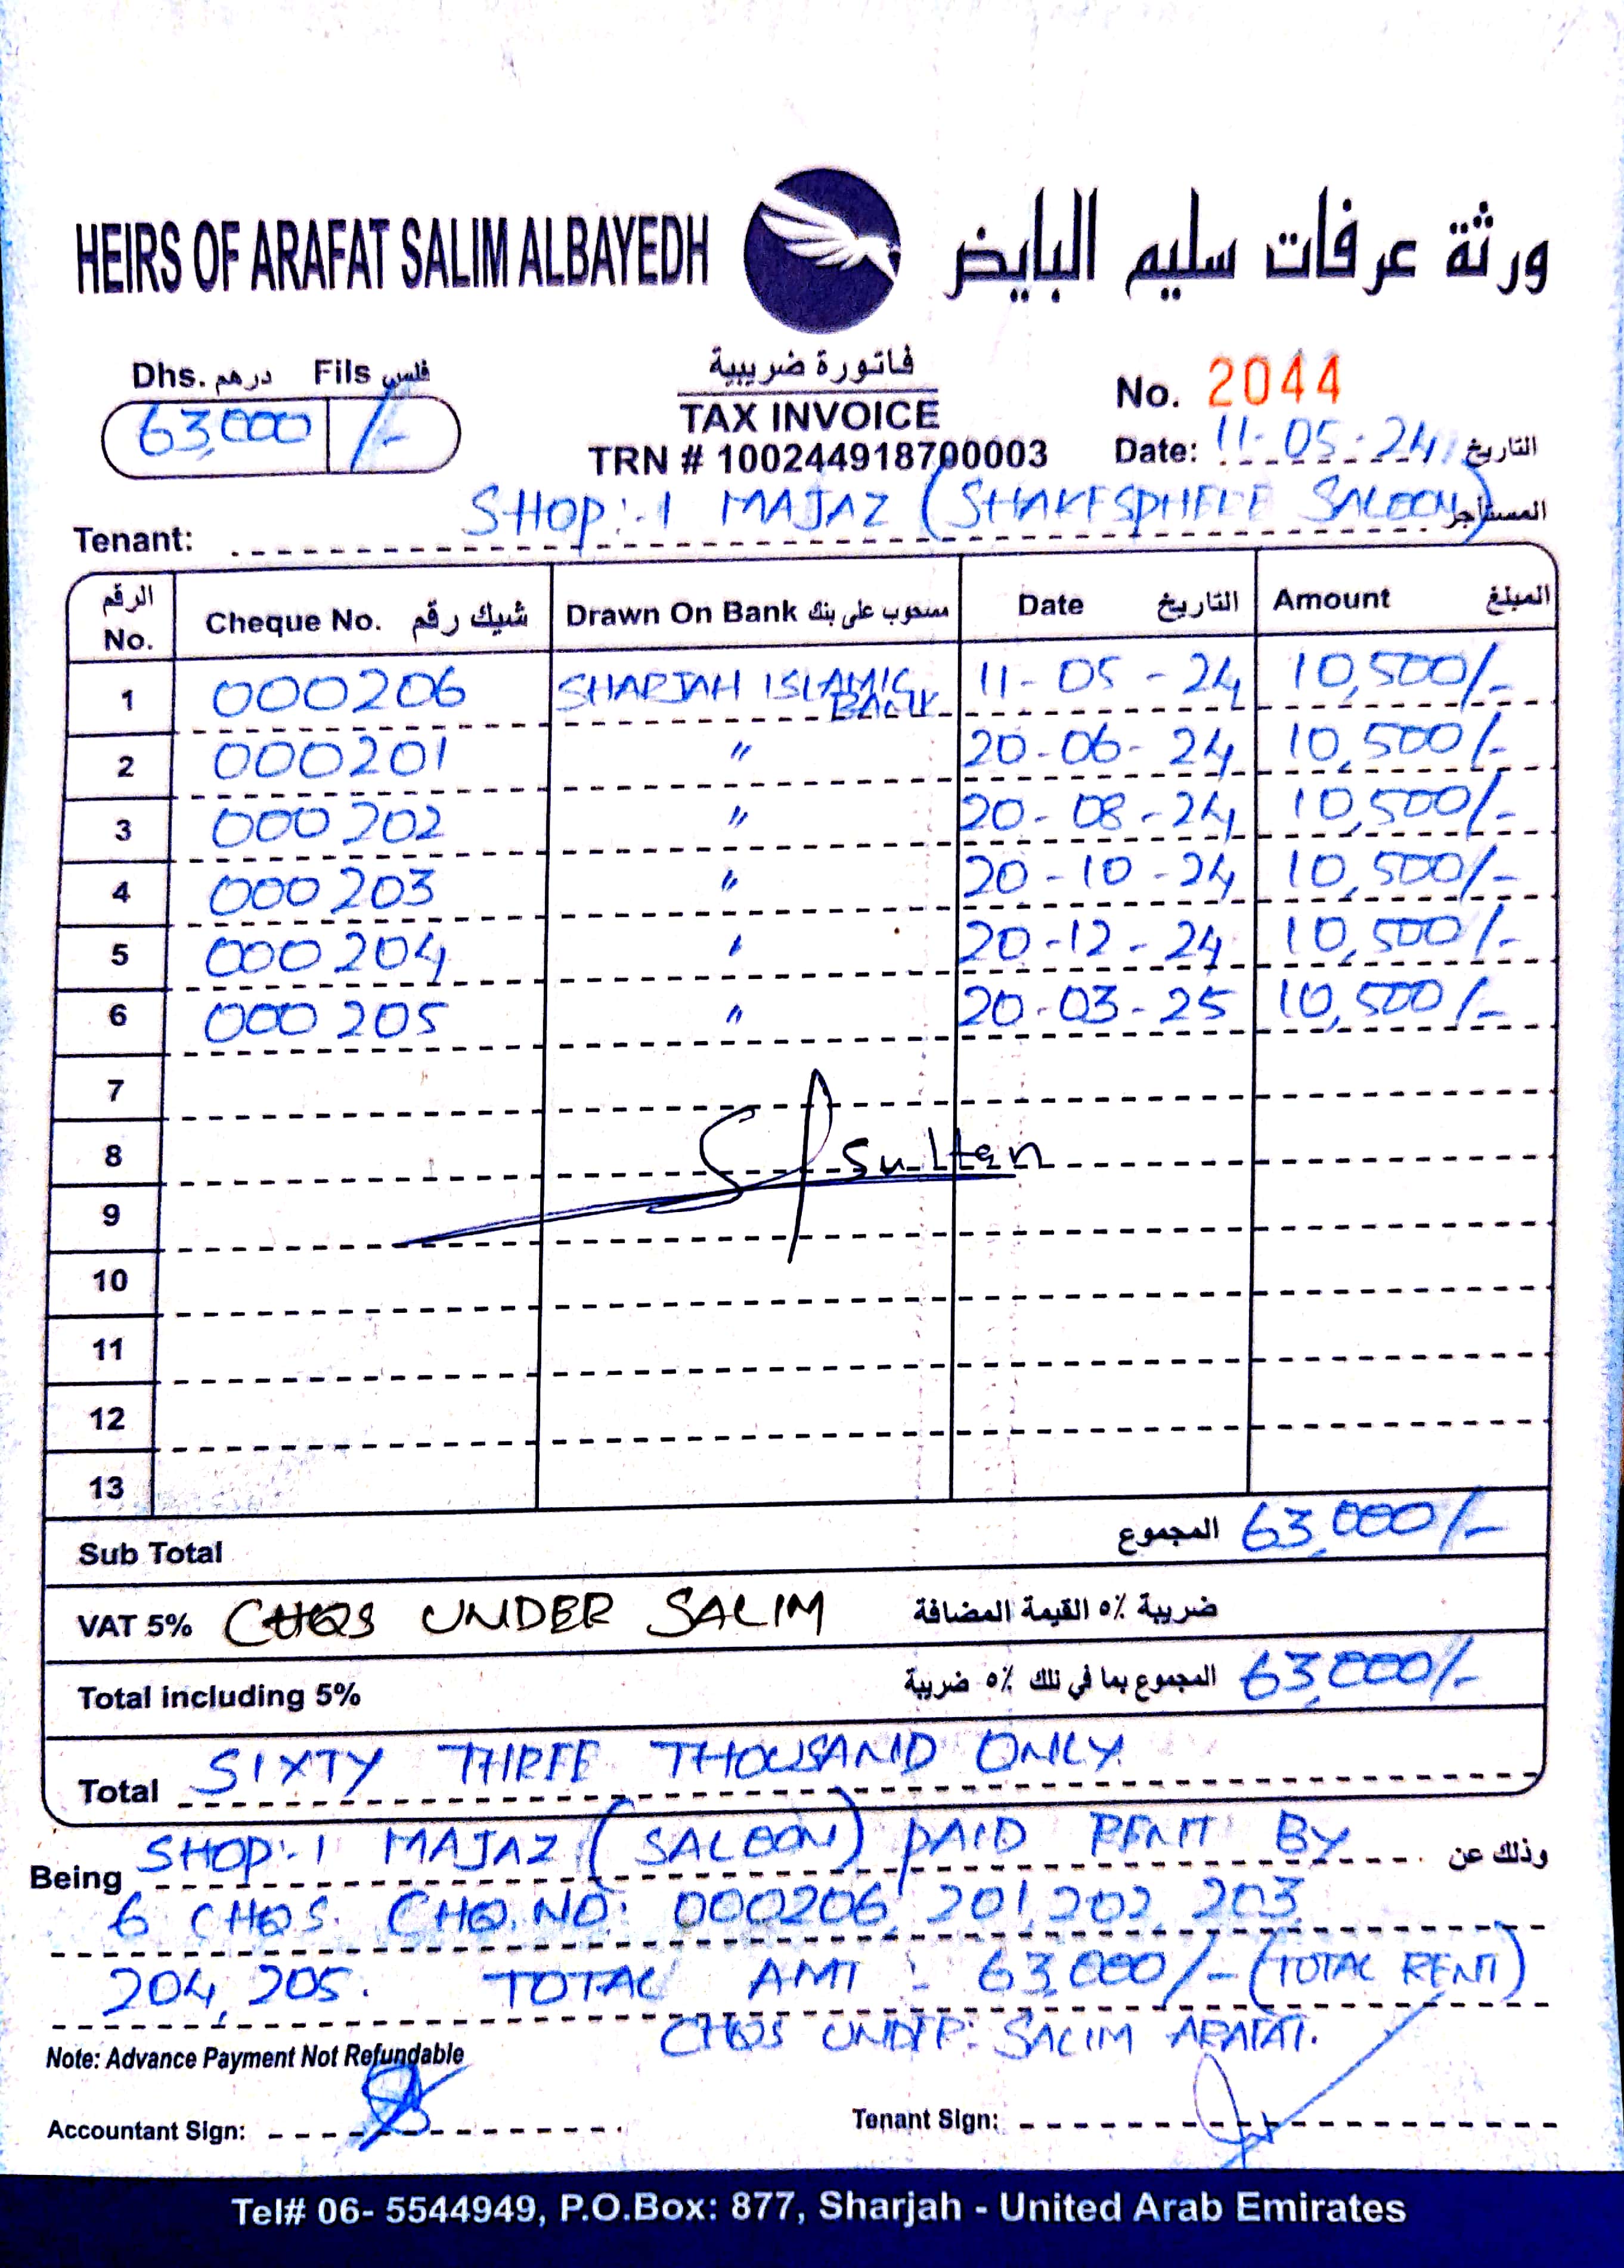 HEIRS OF ARAFAT SALIM ALBAYEDH ورثة عرفات سليم البايض
Dhs. درهم Fils فلس
63,000 /-
فاتورة ضريبية
TAX INVOICE
TRN # 100244918700003
No. 2044
Date: 11-05-24 التاريخ
Tenant: SHOP:-1 MAJAZ (SHAKESPHERE SALOON) المستأجر
الرقم No. Cheque No. شيك رقم Drawn On Bank مسحوب على بنك Date التاريخ Amount المبلغ
1 000206 SHARJAH ISLAMIC BANK 11-05-24 10,500/-
2 000201 " 20-06-24 10,500/-
3 000202 " 20-08-24 10,500/-
4 000203 " 20-10-24 10,500/-
5 000204 " 20-12-24 10,500/-
6 000205 " 20-03-25 10,500/-
7
8 Sultan
9
10
11
12
13
Sub Total المجموع 63,000/-
VAT 5% CHQS UNDER SALIM ضريبة ٥٪ القيمة المضافة
Total including 5% المجموع بما في ذلك ٥٪ ضريبة 63,000/-
Total SIXTY THREE THOUSAND ONLY.
Being SHOP:-1 MAJAZ (SALOON) PAID RENT BY وذلك عن
6 CHQS. CHQ.NO: 000206, 201, 202, 203,
204, 205. TOTAL AMT : 63,000/- (TOTAL RENT)
CHQS UNDER: SALIM ARAFAT.
Note: Advance Payment Not Refundable
Accountant Sign:
Tenant Sign:
Tel# 06- 5544949, P.O.Box: 877, Sharjah - United Arab Emirates